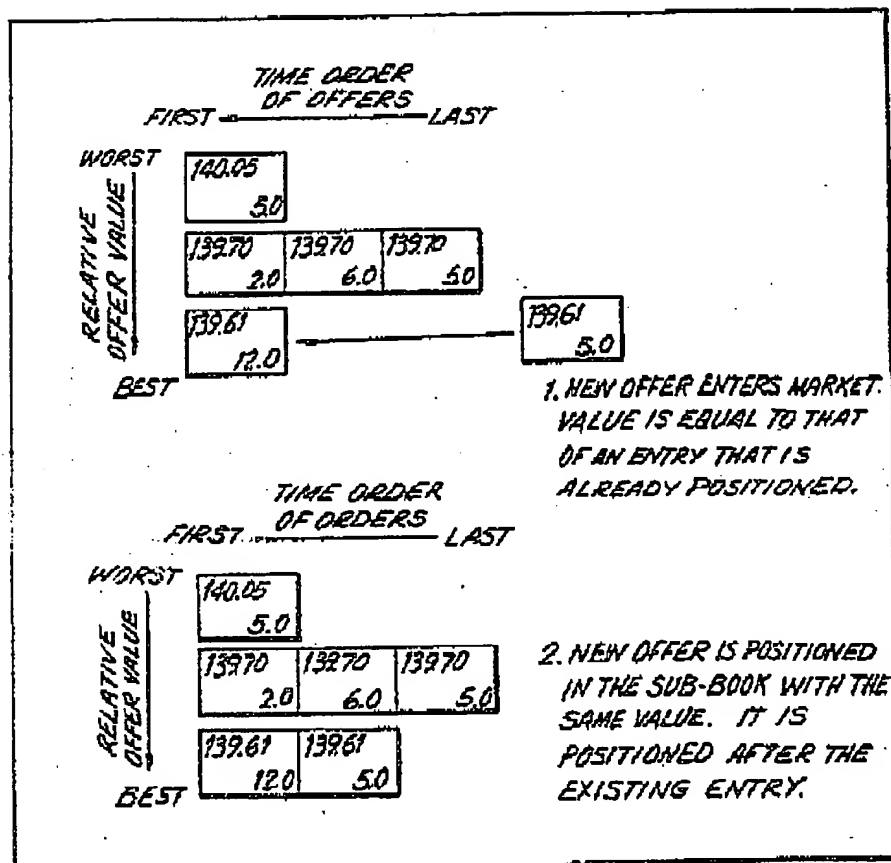 TIME ORDER
OF OFFERS
FIRST LAST
WORST
RELATIVE
OFFER VALUE
BEST
140.05
5.0
139.70 139.70 139.70
2.0 6.0 5.0
139.61 139.61
12.0 5.0
1. NEW OFFER ENTERS MARKET.
VALUE IS EQUAL TO THAT
OF AN ENTRY THAT IS
ALREADY POSITIONED.
TIME ORDER
OF ORDERS
FIRST LAST
WORST
RELATIVE
OFFER VALUE
BEST
140.05
5.0
139.70 139.70 139.70
2.0 6.0 5.0
139.61 139.61
12.0 5.0
2. NEW OFFER IS POSITIONED
IN THE SUB-BOOK WITH THE
SAME VALUE. IT IS
POSITIONED AFTER THE
EXISTING ENTRY.